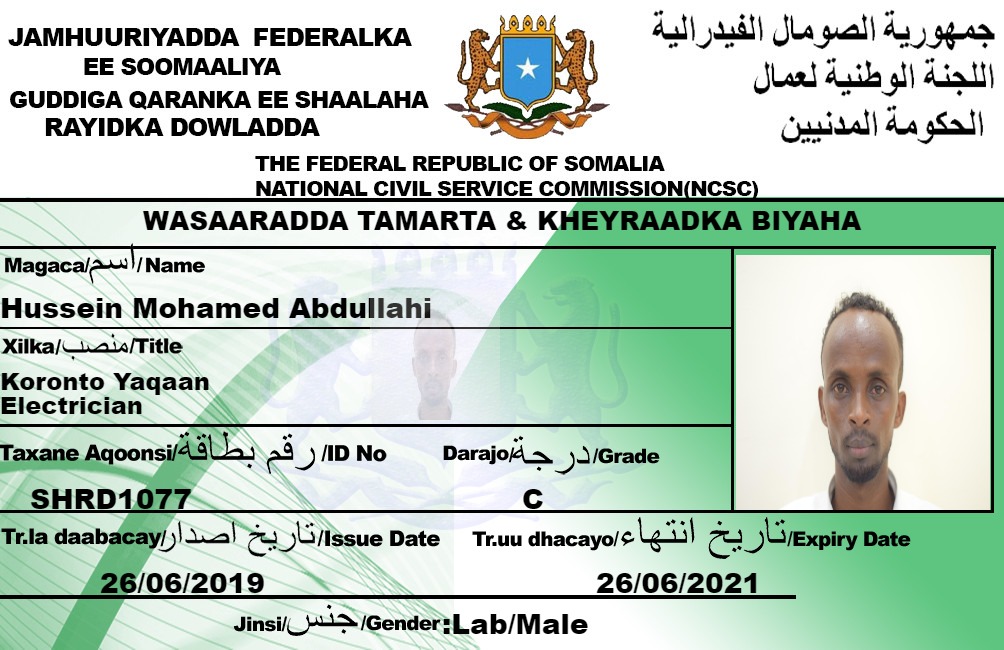 JAMHUURIYADDA FEDERALKA
EE SOOMAALIYA
GUDDIGA QARANKA EE SHAALAHA
RAYIDKA DOWLADDA
جمهورية الصومال الفيدرالية
اللجنة الوطنية لعمال
الحكومة المدنيين
THE FEDERAL REPUBLIC OF SOMALIA
NATIONAL CIVIL SERVICE COMMISSION(NCSC)
WASAARADDA TAMARTA & KHEYRAADKA BIYAHA
Magaca/اسم/Name
Hussein Mohamed Abdullahi
Xilka/منصب/Title
Koronto Yaqaan
Electrician
Taxane Aqoonsi/رقم بطاقة/ID No
Darajo/درجة/Grade
SHRD1077
C
Tr.la daabacay/تاريخ اصدار/Issue Date
Tr.uu dhacayo/تاريخ انتهاء/Expiry Date
26/06/2019
26/06/2021
Jinsi/جنس/Gender:Lab/Male